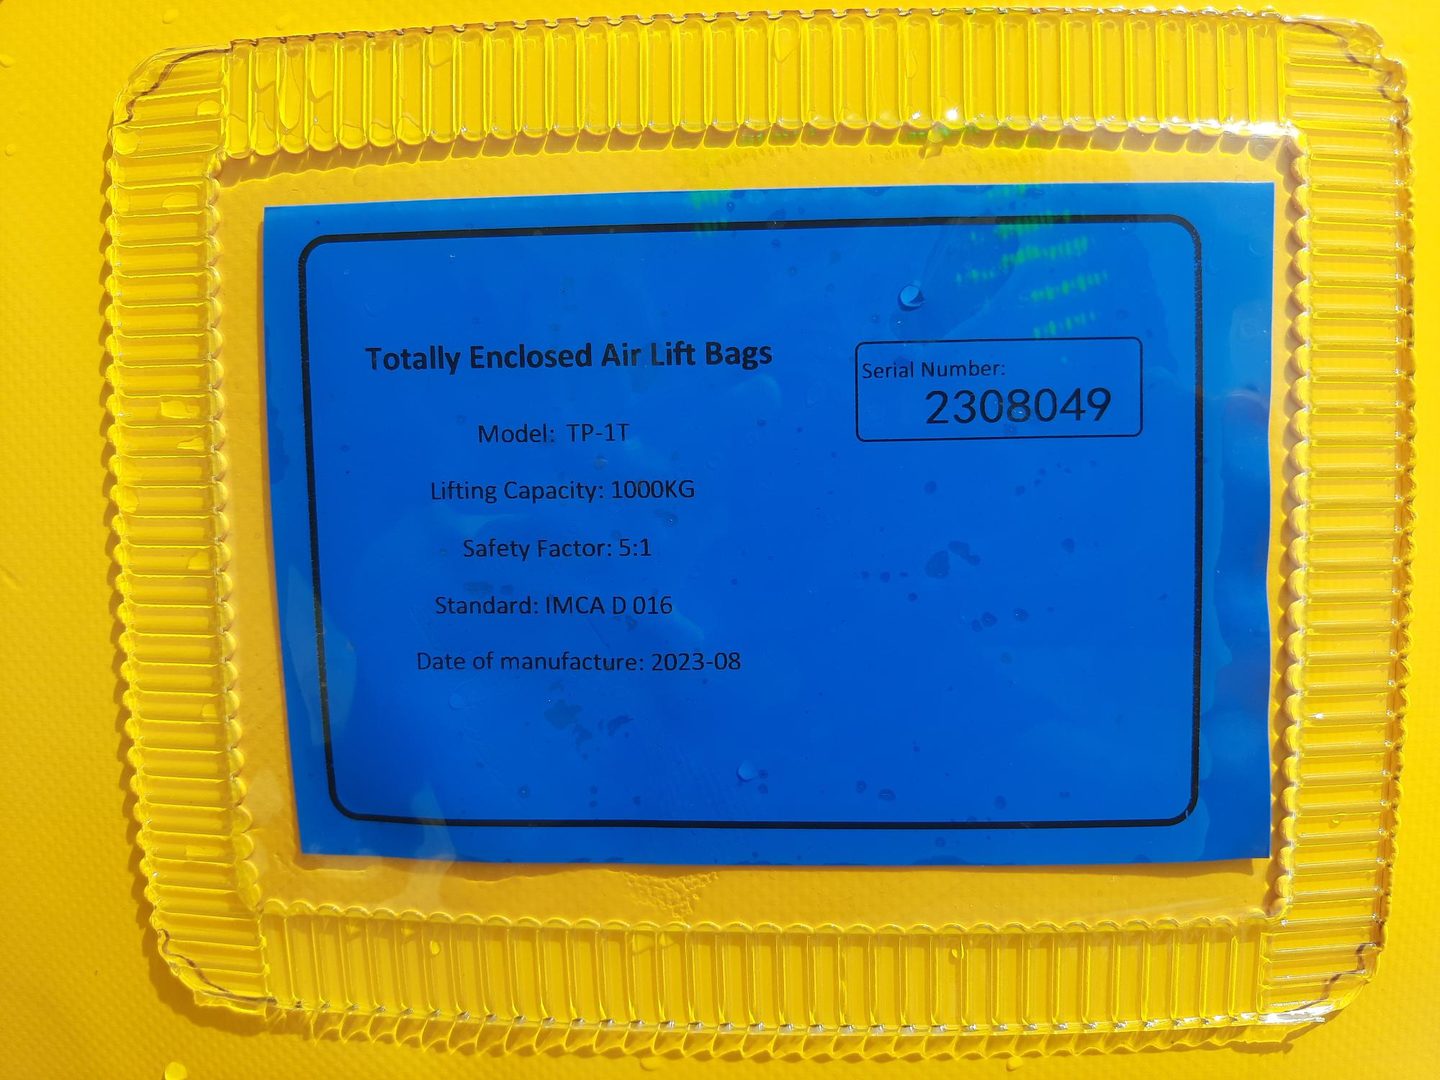 Totally Enclosed Air Lift Bags
Serial Number:
2308049
Model: TP-1T
Lifting Capacity: 1000KG
Safety Factor: 5:1
Standard: IMCA D 016
Date of manufacture: 2023-08